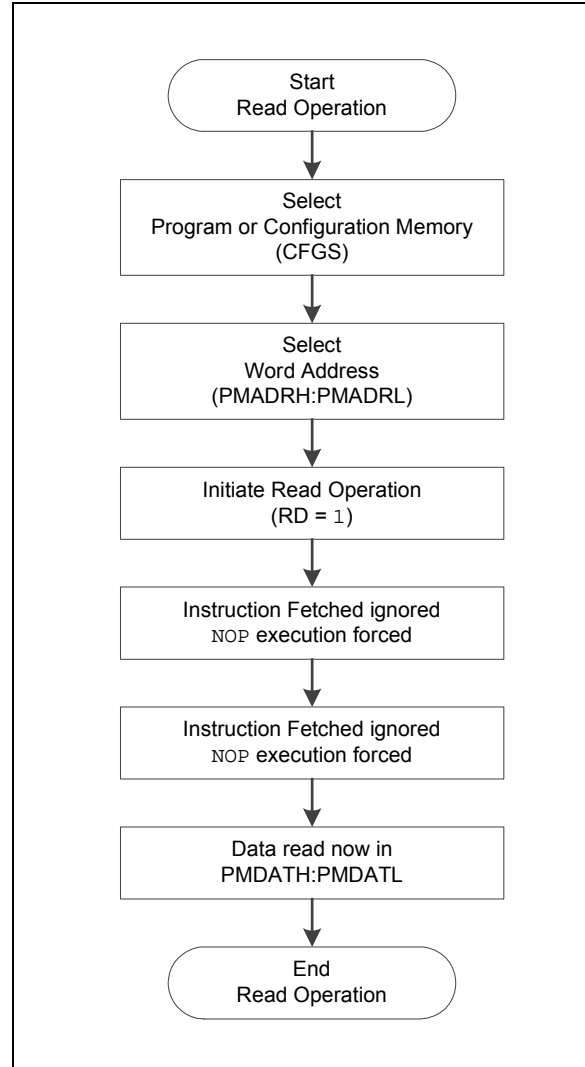 Start
Read Operation
Select
Program or Configuration Memory
(CFGS)
Select
Word Address
(PMADRH:PMADRL)
Initiate Read Operation
(RD = 1)
Instruction Fetched ignored
NOP execution forced
Instruction Fetched ignored
NOP execution forced
Data read now in
PMDATH:PMDATL
End
Read Operation